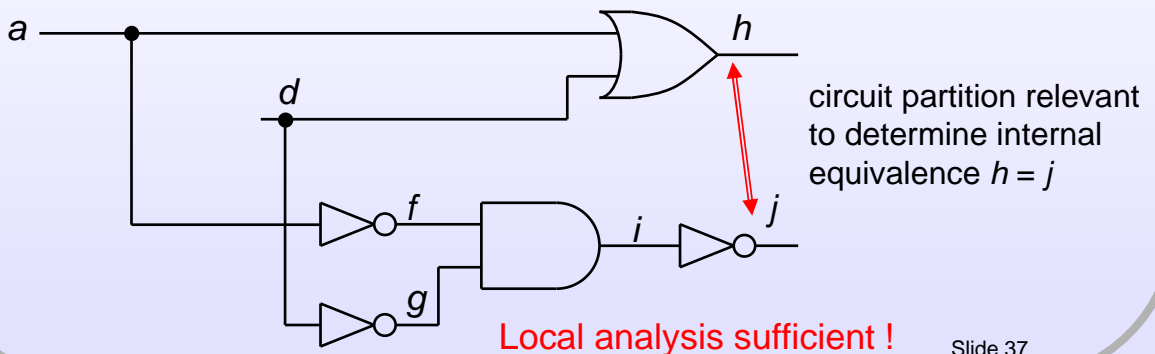 a
h
d
circuit partition relevant
to determine internal
equivalence h = j
f
j
i
g
Local analysis sufficient !
Slide 37